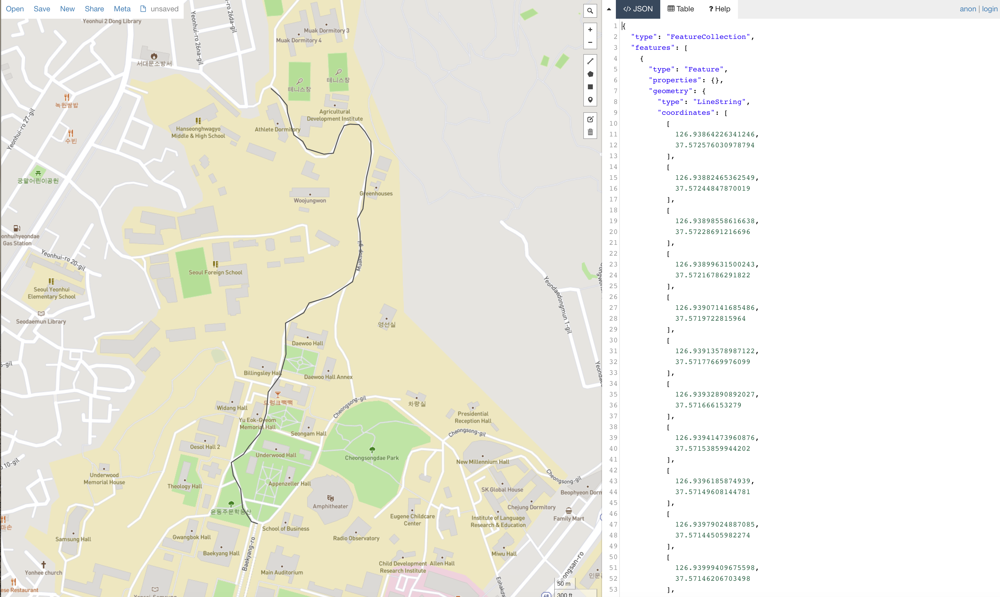 Open Save New Share Meta unsaved
Yeonhui 2 Dong Library
Yeonhui-ro 26na-gil
-ro 26da-gil
Muak Dormitory 3
Muak Dormitory 4
서대문소방서
테니스장
테니스장
녹원쌈밥
Yeonhui-ro 27-gil
수빈
Agricultural
Development Institute
Athlete Dormitory
Hanseonghwagyo
Middle & High School
궁말어린이공원
Greenhouses
Woojungwon
onhuihyeondae
Gas Station
Yeonhui-ro 20-gil
Muaksup-gil
Seoul Foreign School
Seoul Yeonhui
Elementary School
Seodaemun Library
Yeondaedongmun 1-gil
영선실
Daewoo Hall
Billingsley Hall
Daewoo Hall Annex
드렁크짹짹
Widang Hall
Cheongsong-gil
차량실
Yu Eok-Gyeom
Memorial Hall
Seongam Hall
Presidential
Reception Hall
Cheongsong-gil
Oesol Hall 2
Underwood Hall
Cheongsongdae Park
New Millennium Hall
10-gil
Underwood
Memorial House
Theology Hall
Appenzeller Hall
Cheongsong-gil
SK Global House
Beophyeon Dorm
Amphitheater
Chejung Dormitory
윤동주문학동산
Eugene Childcare
Center
Institute of Language
Research & Education
Family Mart
마손
School of Business
Samsung Hall
Gwangbok Hall
Radio Observatory
Baekyang Hall
Baekyang-ro
Miwu Hall
Yonhee church
Main Auditorium
Child Development
Research Institute
Allen Hall
eongsan-ro
인문
ese Restaurant
50 m
300 ft
48
</> JSON Table ? Help anon | login
1 {
2 "type": "FeatureCollection",
3 "features": [
4 {
5 "type": "Feature",
6 "properties": {},
7 "geometry": {
8 "type": "LineString",
9 "coordinates": [
10 [
11 126.93864226341246,
12 37.572576030978794
13 ],
14 [
15 126.93882465362549,
16 37.57244847870019
17 ],
18 [
19 126.93898558616638,
20 37.57228691216696
21 ],
22 [
23 126.93899631500243,
24 37.57216786291822
25 ],
26 [
27 126.93907141685486,
28 37.5719722815964
29 ],
30 [
31 126.93913578987122,
32 37.57177669976099
33 ],
34 [
35 126.93932890892027,
36 37.571666153279
37 ],
38 [
39 126.93941473960876,
40 37.57153859944202
41 ],
42 [
43 126.9396185874939,
44 37.57149608144781
45 ],
46 [
47 126.93979024887085,
48 37.57144505982274
49 ],
50 [
51 126.93999409675598,
52 37.57146206703498
53 ],